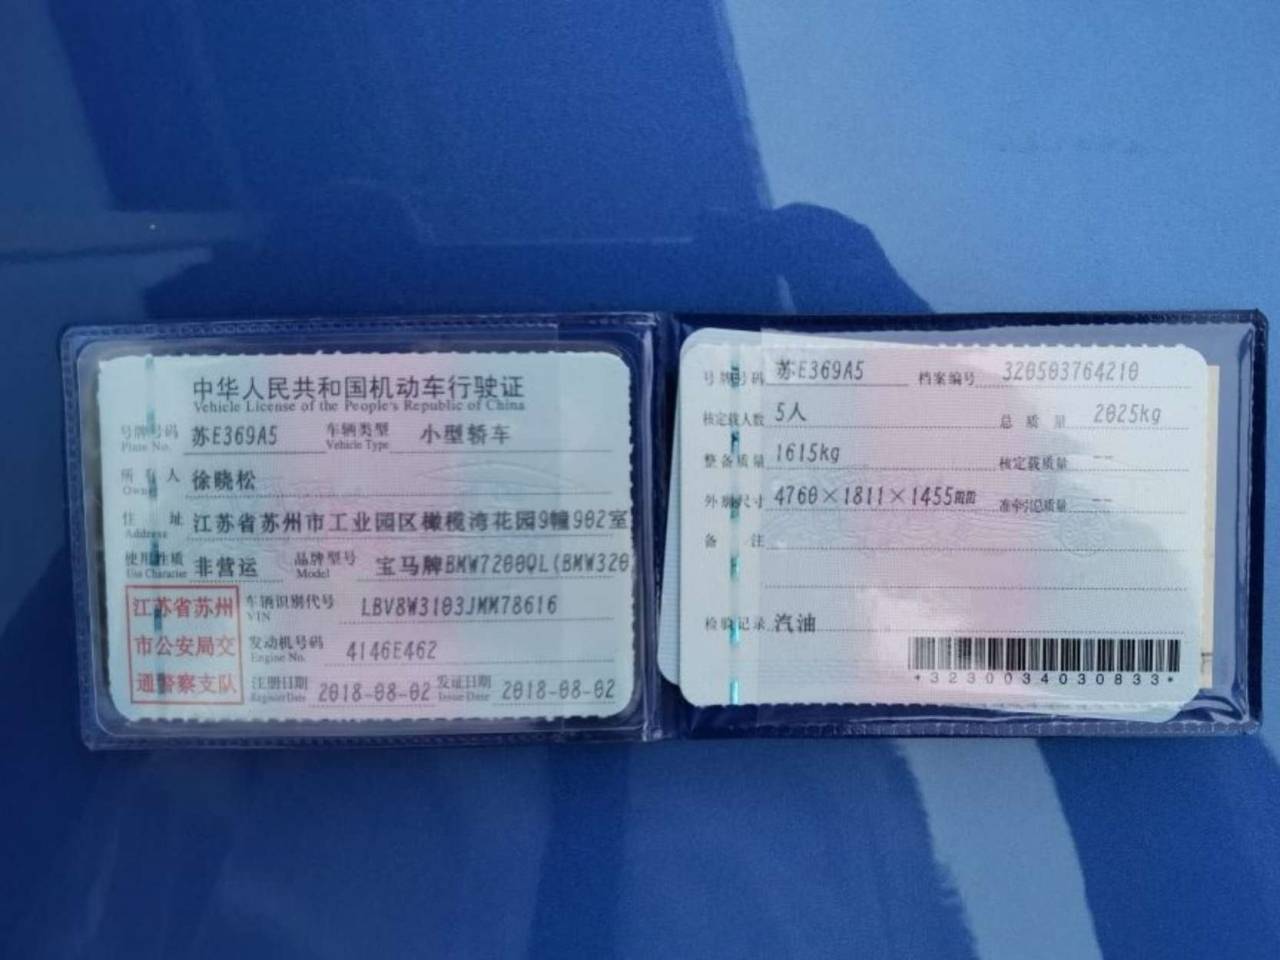 中华人民共和国机动车行驶证
Vehicle License of the People's Republic of China
号牌号码 苏E369A5 车辆类型 小型轿车
Plate No. Vehicle Type
所有人 徐晓松
Owner
住址 江苏省苏州市工业园区橄榄湾花园9幢902室
Address
使用性质 非营运 品牌型号 宝马牌BMW7200QL(BMW320
Use Character Model
江苏省苏州
市公安局交
通警察支队
车辆识别代号 LBV8W3103JMM78616
VIN
发动机号码 4146E462
Engine No.
注册日期 2018-08-02 发证日期 2018-08-02
Register Date Issue Date
号牌号码 苏E369A5 档案编号 320503764210
核定载人数 5人 总质量 2025kg
整备质量 1615kg 核定载质量 --
外廓尺寸 4760×1811×1455mm 准牵引总质量 --
备注
检验记录 汽油
*3230034030833*